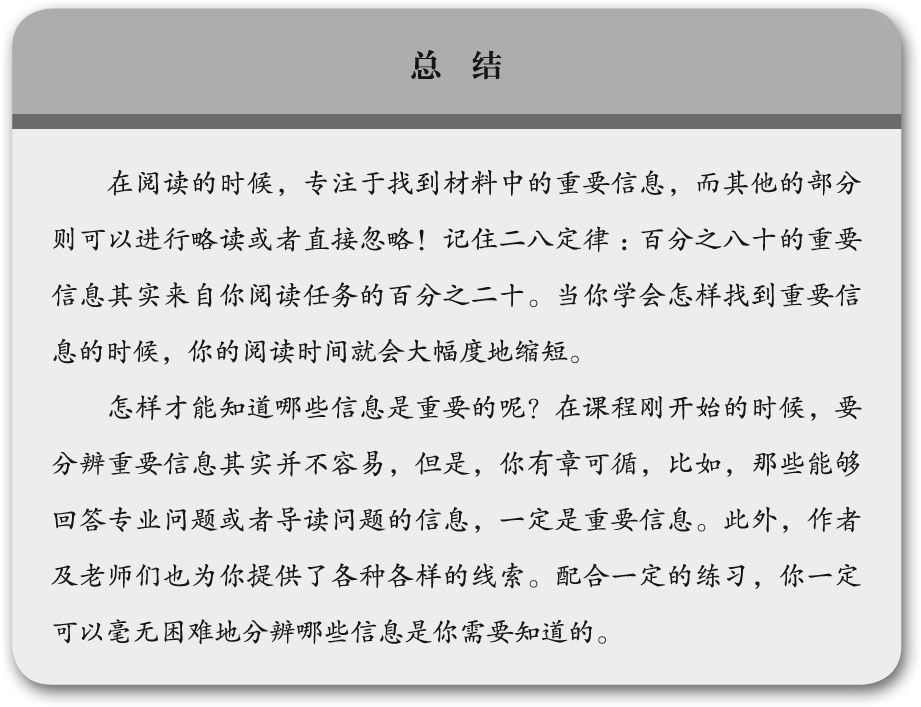 总 结
在阅读的时候，专注于找到材料中的重要信息，而其他的部分
则可以进行略读或者直接忽略！记住二八定律：百分之八十的重要
信息其实来自你阅读任务的百分之二十。当你学会怎样找到重要信
息的时候，你的阅读时间就会大幅度地缩短。
怎样才能知道哪些信息是重要的呢？在课程刚开始的时候，要
分辨重要信息其实并不容易，但是，你有章可循，比如，那些能够
回答专业问题或者导读问题的信息，一定是重要信息。此外，作者
及老师们也为你提供了各种各样的线索。配合一定的练习，你一定
可以毫无困难地分辨哪些信息是你需要知道的。